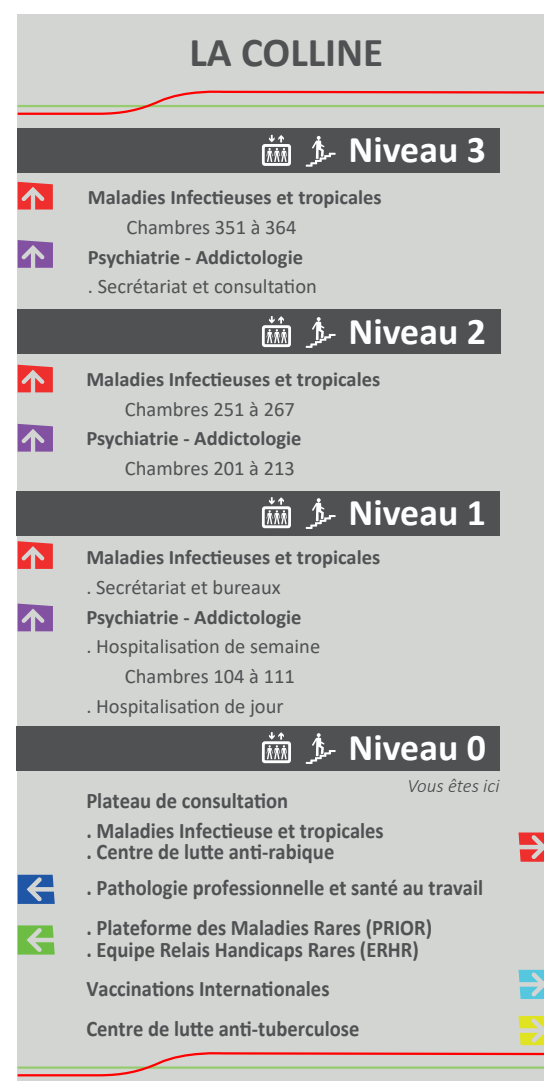 LA COLLINE
Niveau 3
Maladies Infectieuses et tropicales
Chambres 351 à 364
Psychiatrie - Addictologie
. Secrétariat et consultation
Niveau 2
Maladies Infectieuses et tropicales
Chambres 251 à 267
Psychiatrie - Addictologie
Chambres 201 à 213
Niveau 1
Maladies Infectieuses et tropicales
. Secrétariat et bureaux
Psychiatrie - Addictologie
. Hospitalisation de semaine
Chambres 104 à 111
. Hospitalisation de jour
Niveau 0
Vous êtes ici
Plateau de consultation
. Maladies Infectieuse et tropicales
. Centre de lutte anti-rabique
. Pathologie professionnelle et santé au travail
. Plateforme des Maladies Rares (PRIOR)
. Equipe Relais Handicaps Rares (ERHR)
Vaccinations Internationales
Centre de lutte anti-tuberculose